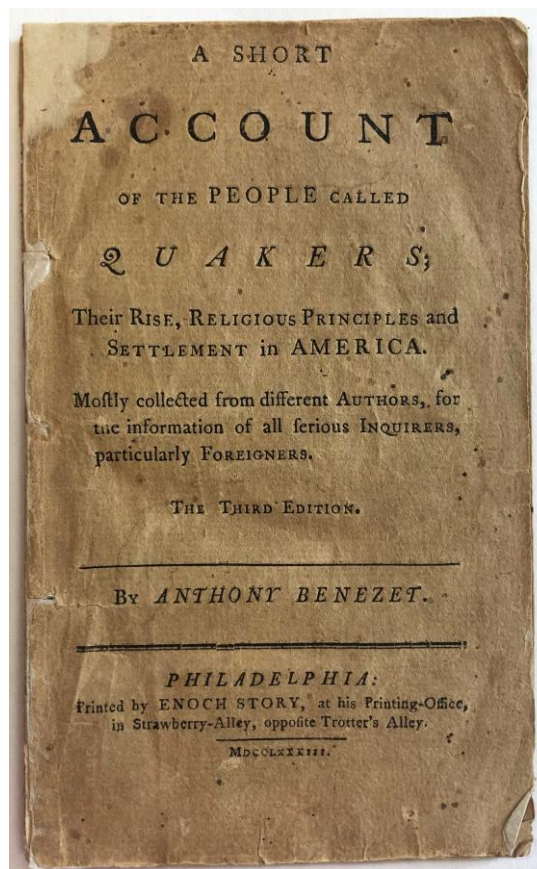 A SHORT
ACCOUNT
OF THE PEOPLE CALLED
QUAKERS;
Their RISE, RELIGIOUS PRINCIPLES and
SETTLEMENT in AMERICA.
Moſtly collected from different AUTHORS, for
the information of all ſerious INQUIRERS,
particularly FOREIGNERS.
THE THIRD EDITION.
BY ANTHONY BENEZET.
PHILADELPHIA:
Printed by ENOCH STORY, at his Printing-Office,
in Strawberry-Alley, oppoſite Trotter's Alley.
MDCCLXXXIII.